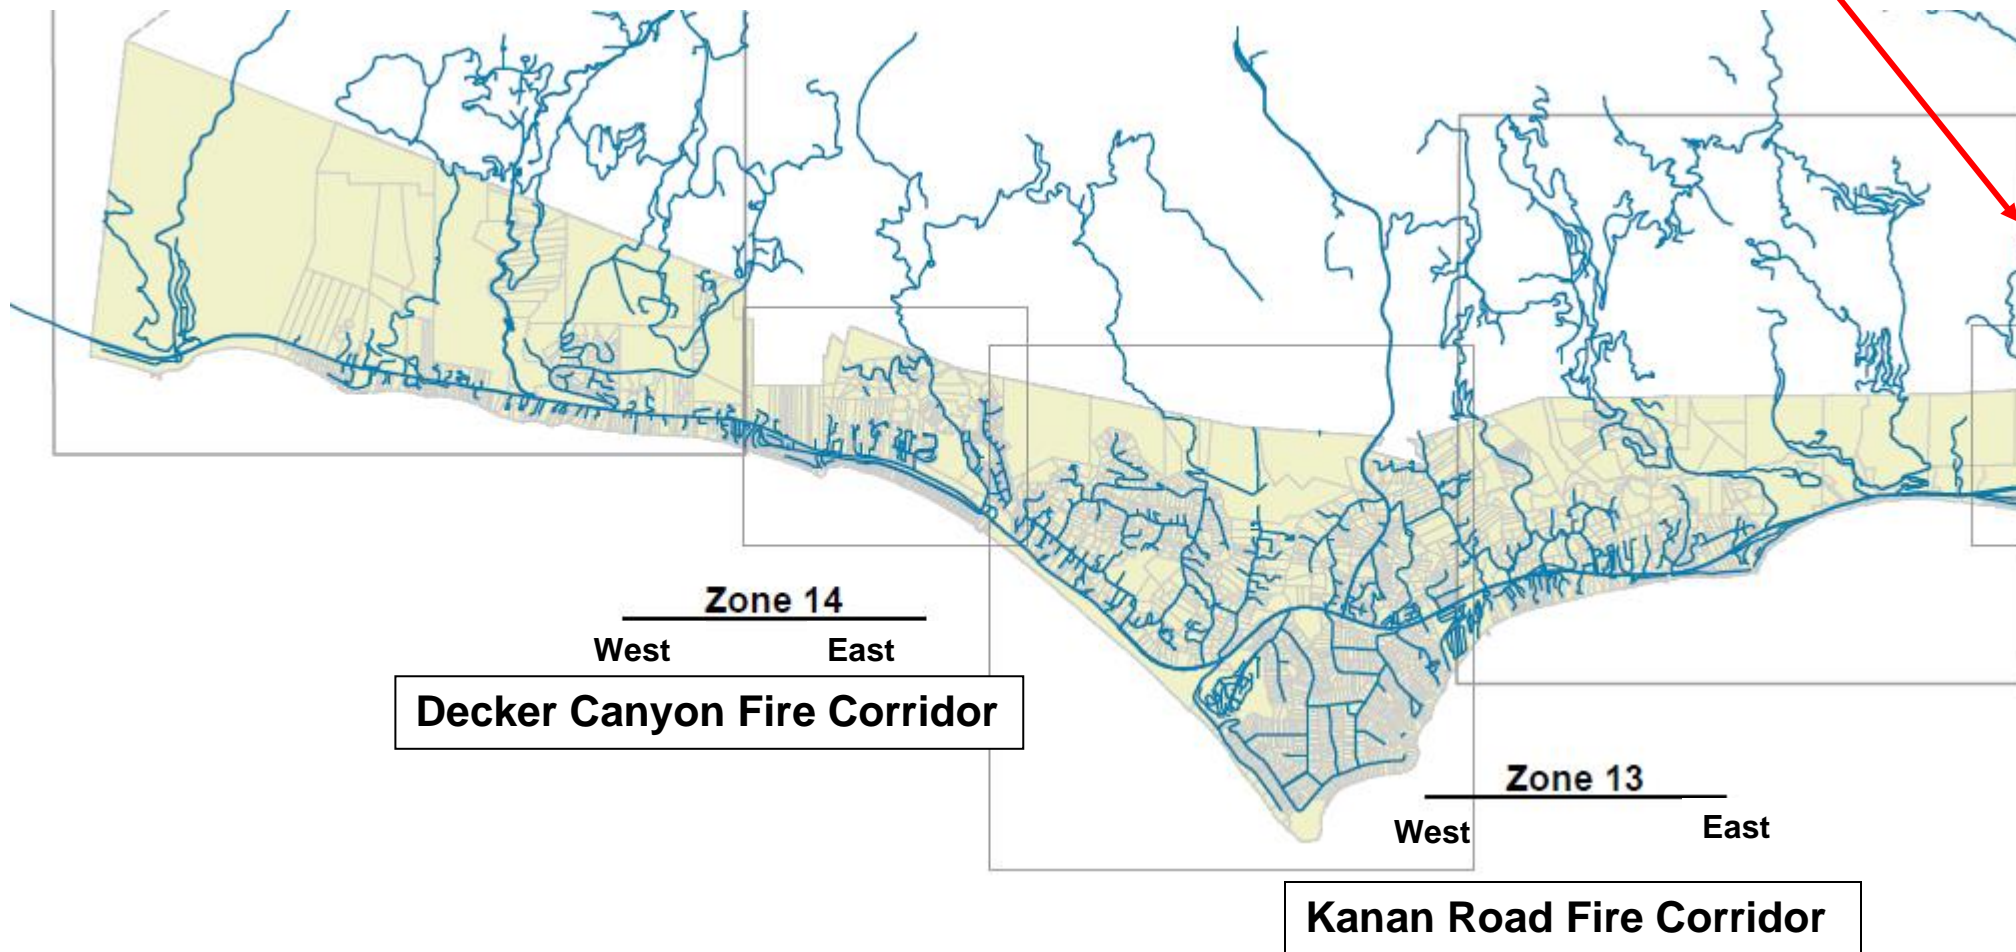 Zone 14
West East
Decker Canyon Fire Corridor
Zone 13
West East
Kanan Road Fire Corridor